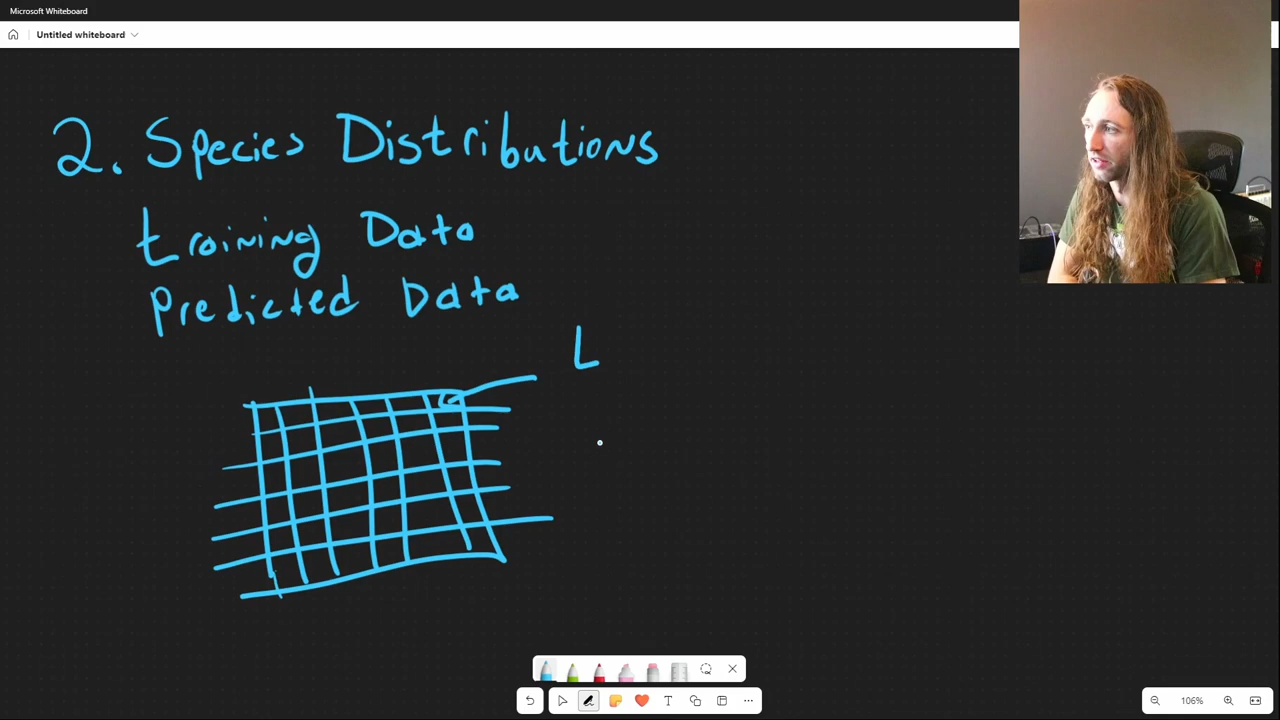 Microsoft Whiteboard
Untitled whiteboard
2. Species Distributions
training Data
Predicted Data
L
106%